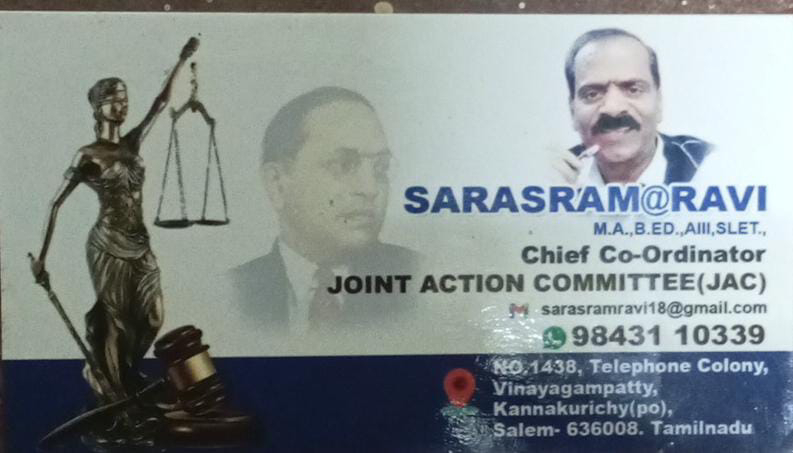 SARASRAM@RAVI
M.A.,B.ED.,AIII,SLET.,
Chief Co-Ordinator
JOINT ACTION COMMITTEE(JAC)
sarasramravi18@gmail.com
98431 10339
NO.1438, Telephone Colony,
Vinayagampatty,
Kannakurichy(po),
Salem- 636008. Tamilnadu